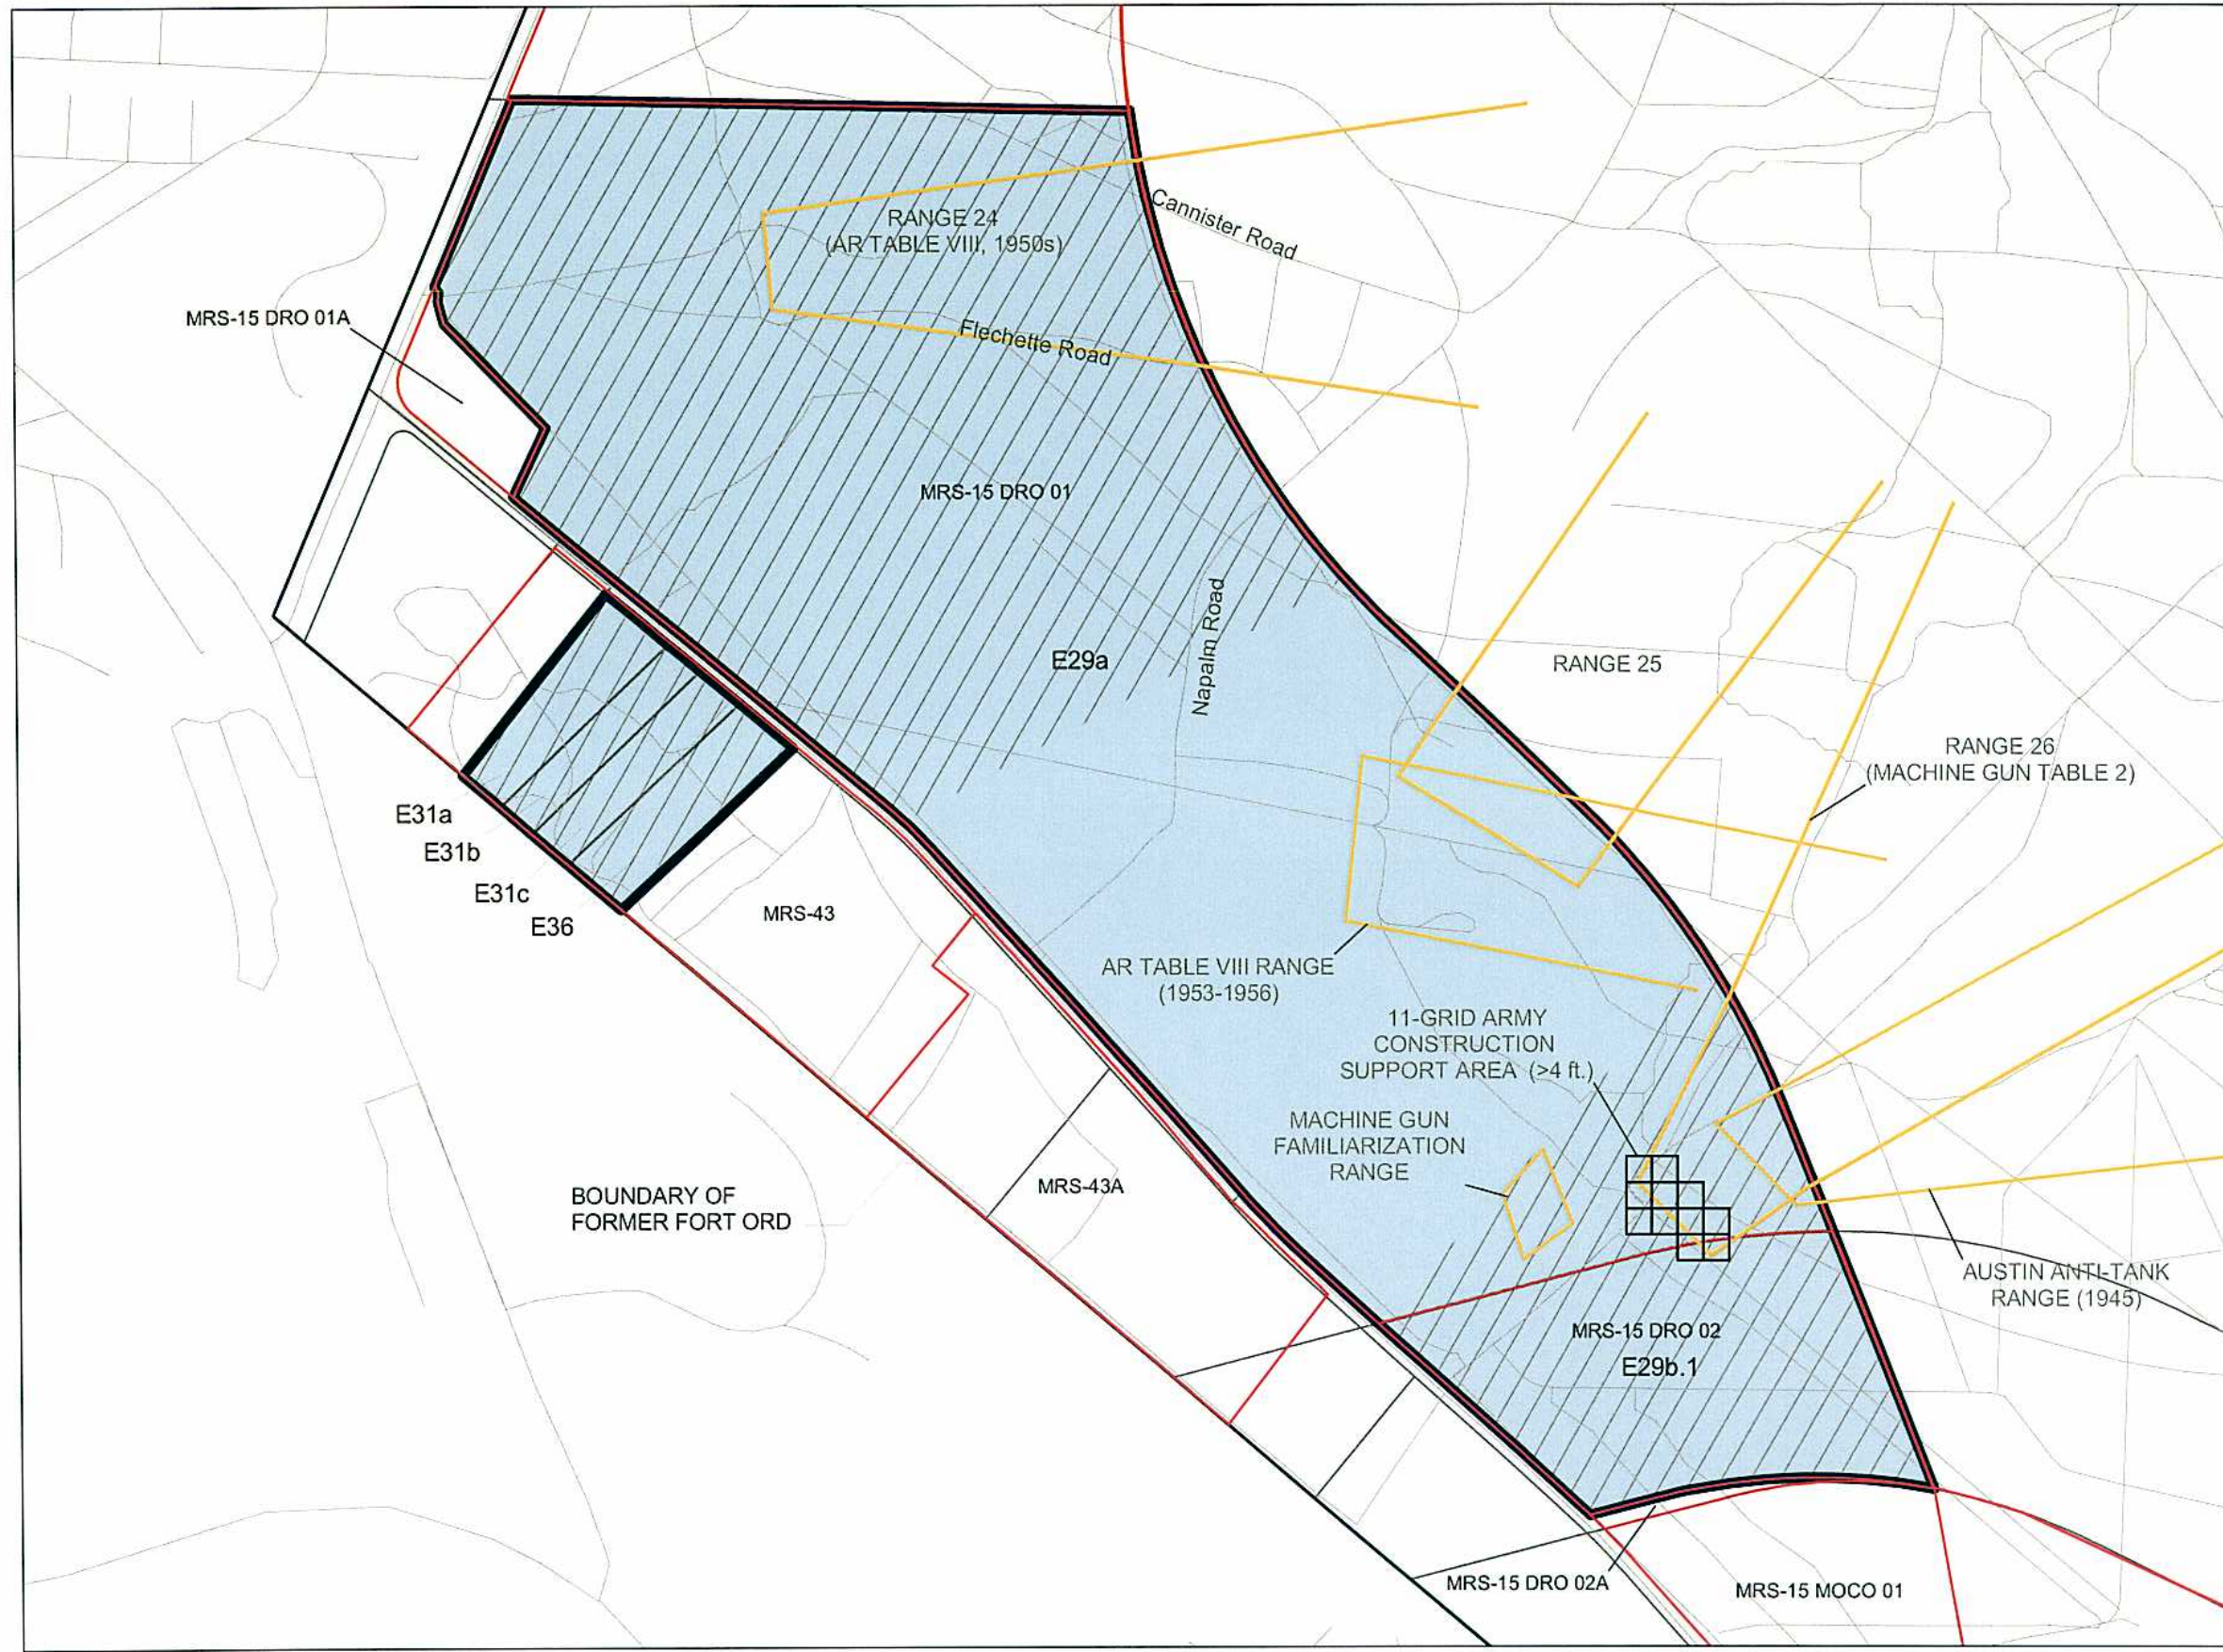 RANGE 24
(AR TABLE VIII, 1950s)
Cannister Road
MRS-15 DRO 01A
Flechette Road
MRS-15 DRO 01
Napalm Road
E29a
RANGE 25
RANGE 26
(MACHINE GUN TABLE 2)
E31a
E31b
E31c
E36
MRS-43
AR TABLE VIII RANGE
(1953-1956)
11-GRID ARMY
CONSTRUCTION
SUPPORT AREA (>4 ft.)
MACHINE GUN
FAMILIARIZATION
RANGE
MRS-43A
BOUNDARY OF
FORMER FORT ORD
AUSTIN ANTI-TANK
RANGE (1945)
MRS-15 DRO 02
E29b.1
MRS-15 DRO 02A
MRS-15 MOCO 01